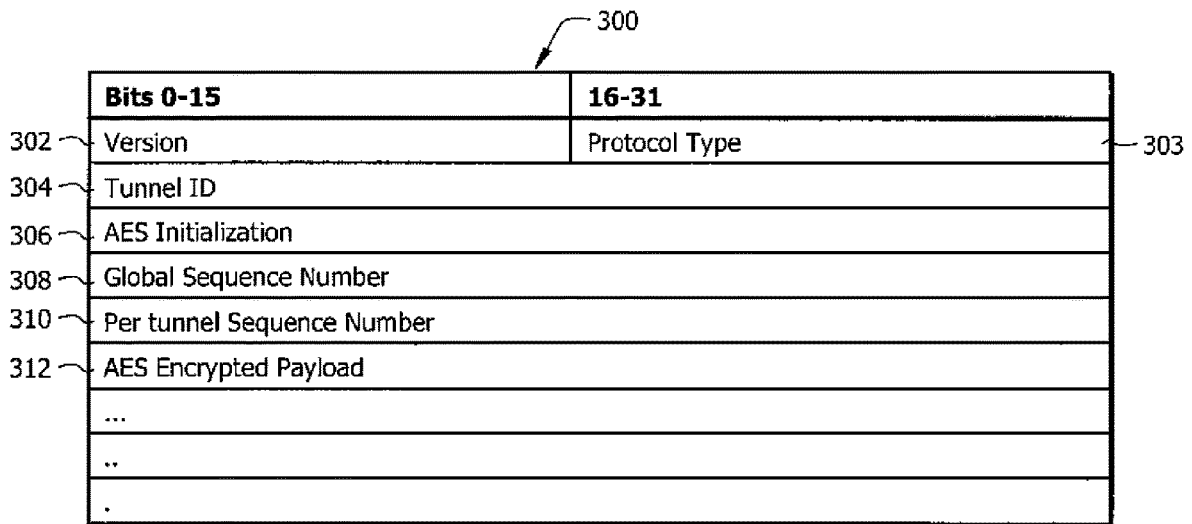 300
Bits 0-15 16-31
302 Version Protocol Type 303
304 Tunnel ID
306 AES Initialization
308 Global Sequence Number
310 Per tunnel Sequence Number
312 AES Encrypted Payload
...
..
.